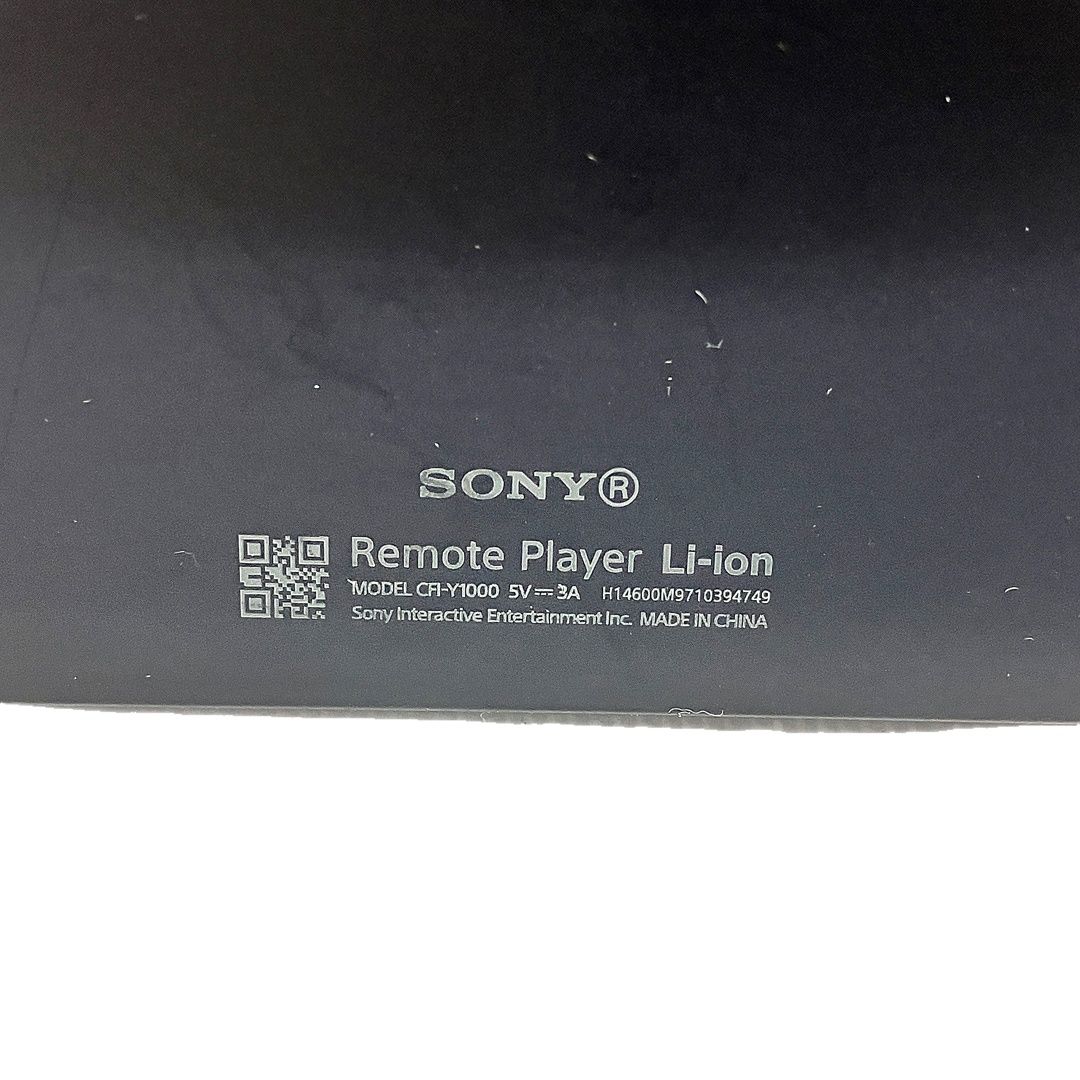 SONY®
Remote Player Li-ion
MODEL CFI-Y1000 5V⎓3A H14600M9710394749
Sony Interactive Entertainment Inc. MADE IN CHINA